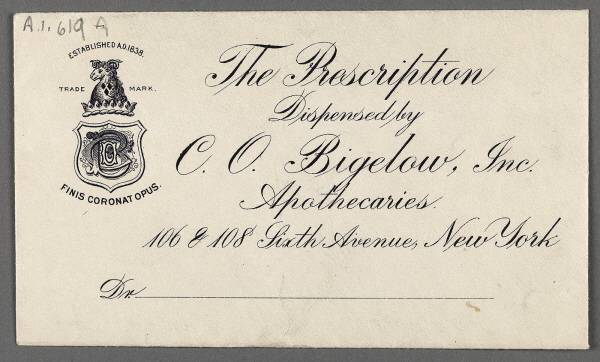 A.1. 619 A
ESTABLISHED A.D. 1838.
TRADE MARK.
COB
FINIS CORONAT OPUS.
The Prescription
Dispensed by
C. O. Bigelow, Inc.
Apothecaries.
106 & 108 Sixth Avenue, New York
Dr.